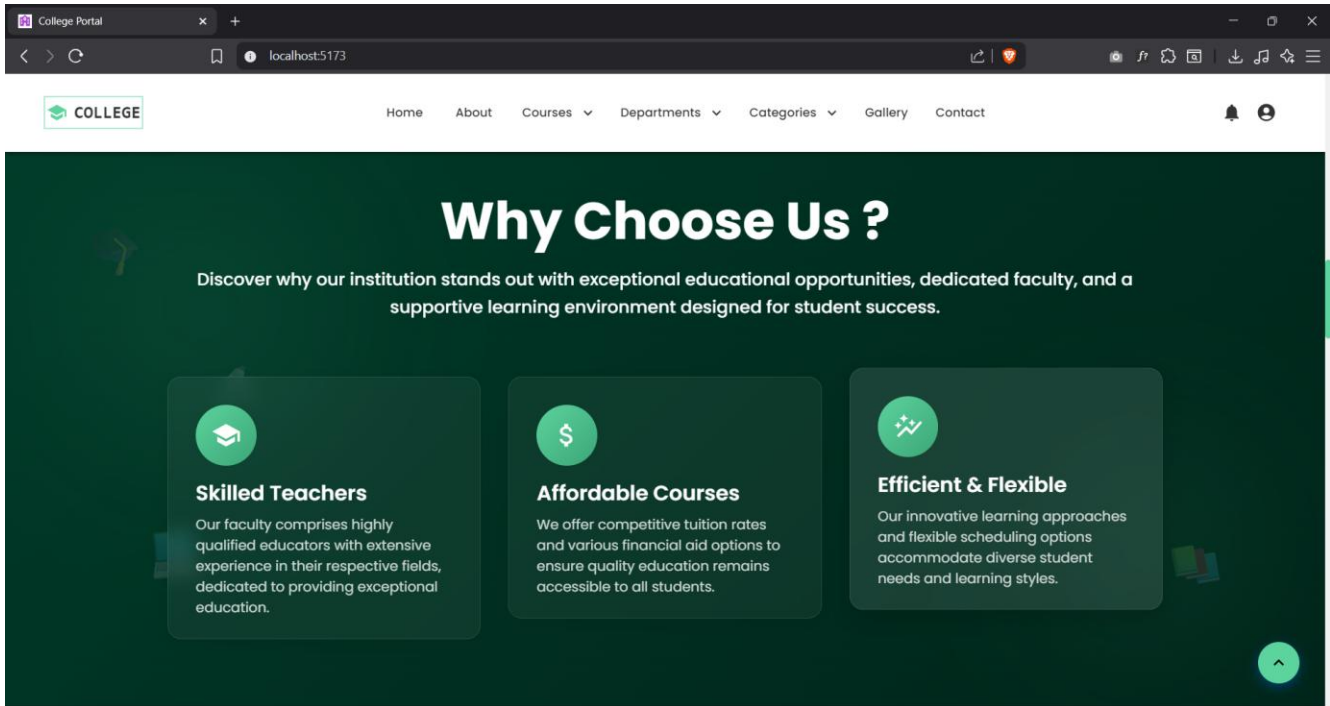 College Portal
localhost:5173
COLLEGE
Home About Courses Departments Categories Gallery Contact
Why Choose Us ?
Discover why our institution stands out with exceptional educational opportunities, dedicated faculty, and a
supportive learning environment designed for student success.
$
Skilled Teachers
Our faculty comprises highly
qualified educators with extensive
experience in their respective fields,
dedicated to providing exceptional
education.
Affordable Courses
We offer competitive tuition rates
and various financial aid options to
ensure quality education remains
accessible to all students.
Efficient & Flexible
Our innovative learning approaches
and flexible scheduling options
accommodate diverse student
needs and learning styles.